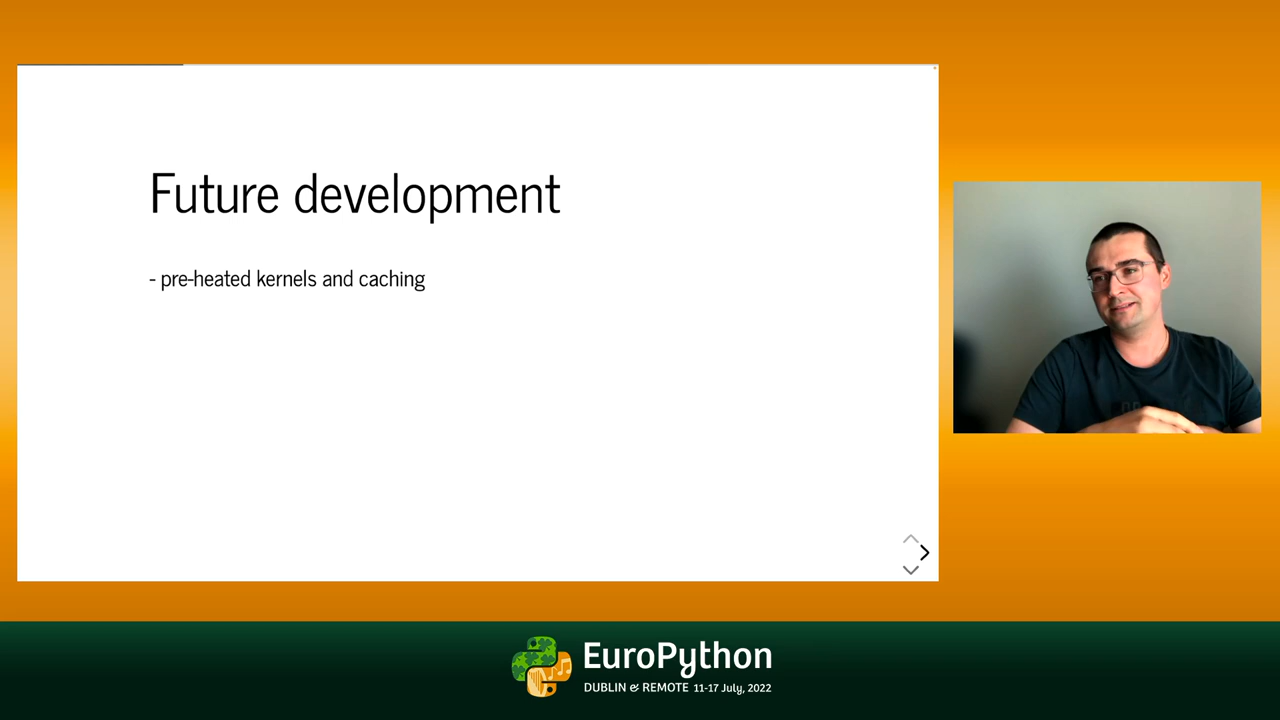 Future development
- pre-heated kernels and caching
EuroPython
DUBLIN & REMOTE 11-17 July, 2022